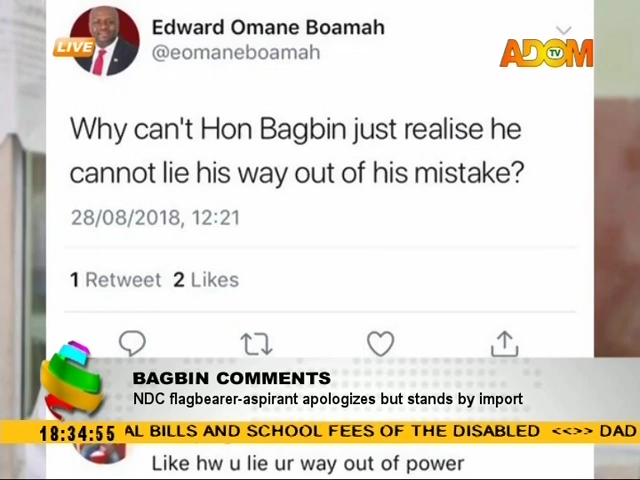 Edward Omane Boamah
LIVE
@eomaneboamah
ADOM TV
Why can't Hon Bagbin just realise he
cannot lie his way out of his mistake?
28/08/2018, 12:21
1 Retweet 2 Likes
BAGBIN COMMENTS
NDC flagbearer-aspirant apologizes but stands by import
18:34:55 AL BILLS AND SCHOOL FEES OF THE DISABLED <<>> DAD
Like hw u lie ur way out of power